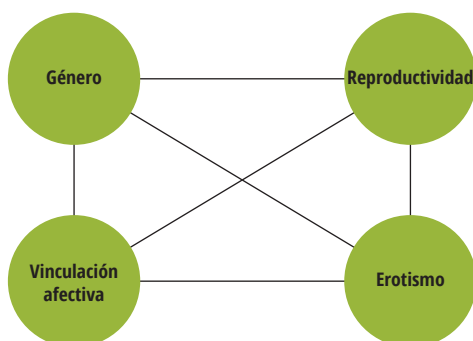 Género
Reproductividad
Vinculación
afectiva
Erotismo